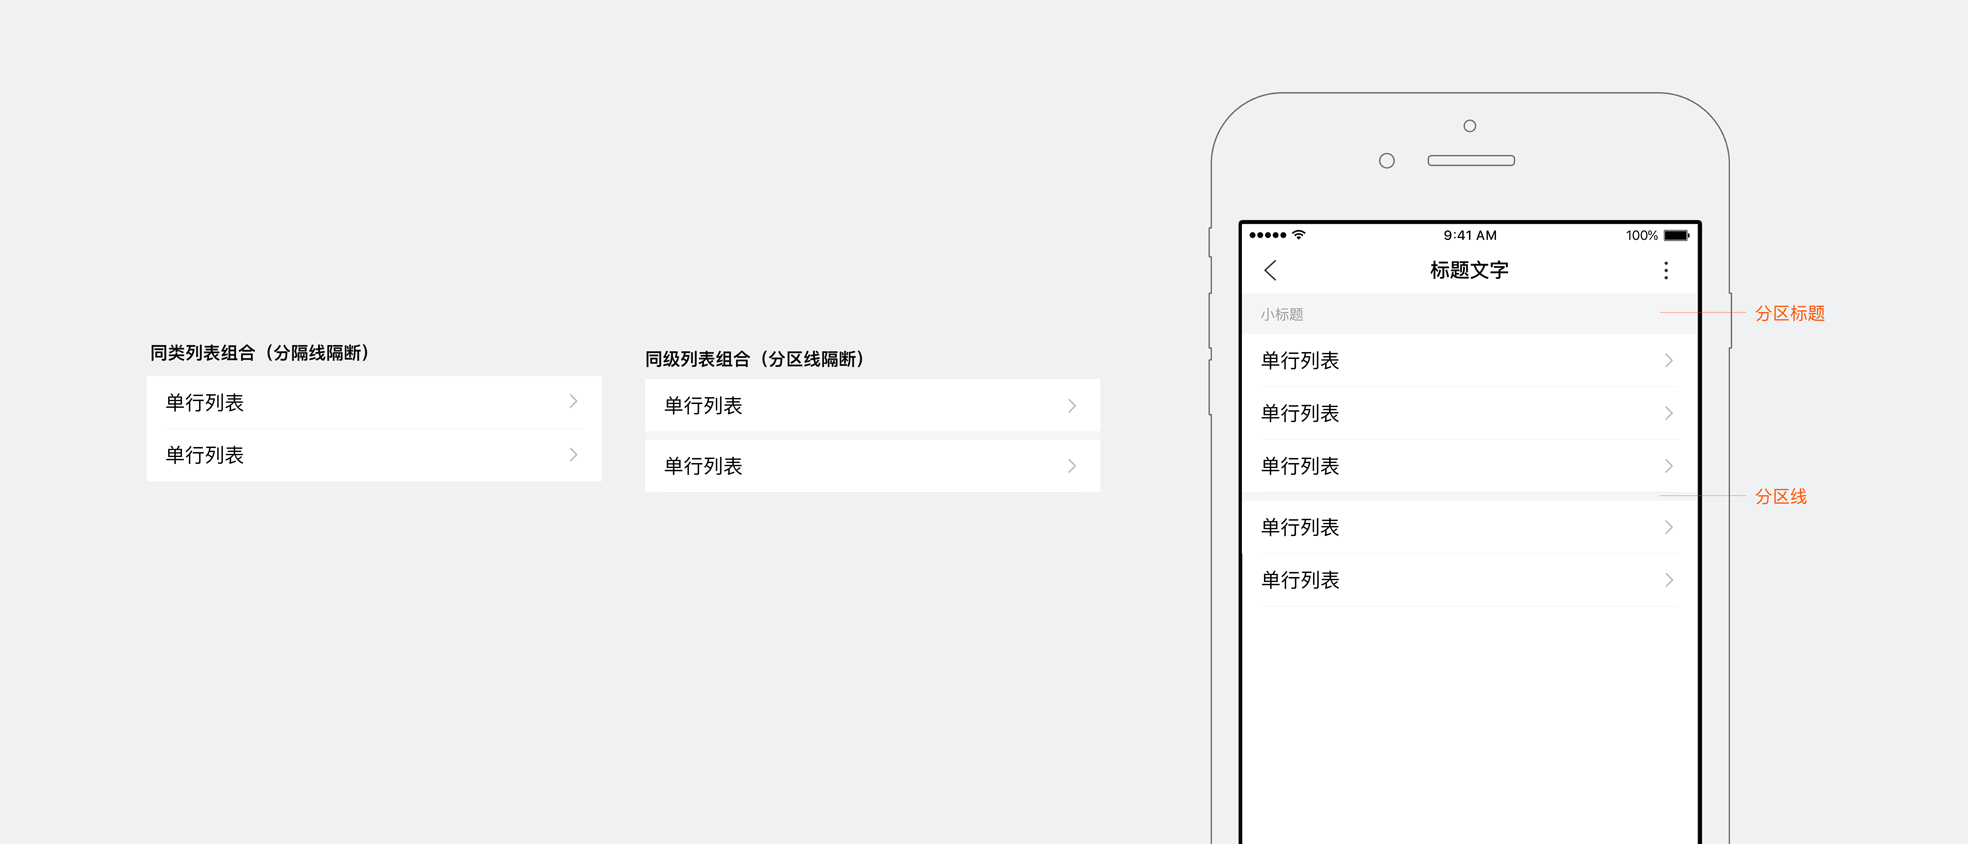 同类列表组合（分隔线隔断）
单行列表
单行列表
同级列表组合（分区线隔断）
单行列表
单行列表
9:41 AM
100%
标题文字
小标题
分区标题
单行列表
单行列表
单行列表
分区线
单行列表
单行列表